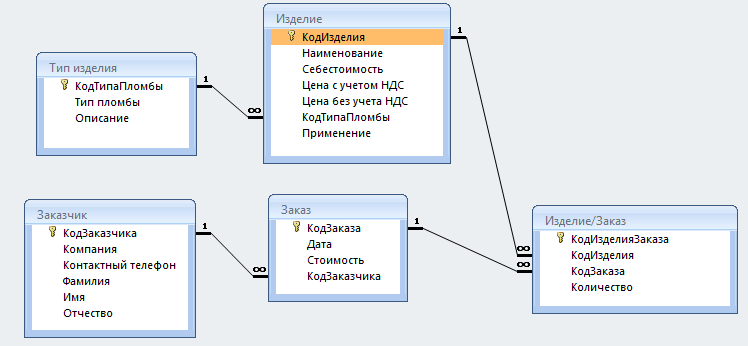 Тип изделия
КодТипаПломбы
Тип пломбы
Описание
Изделие
КодИзделия
Наименование
Себестоимость
Цена с учетом НДС
Цена без учета НДС
КодТипаПломбы
Применение
1
∞
1
Заказчик
КодЗаказчика
Компания
Контактный телефон
Фамилия
Имя
Отчество
1
∞
Заказ
КодЗаказа
Дата
Стоимость
КодЗаказчика
1
∞
∞
Изделие/Заказ
КодИзделияЗаказа
КодИзделия
КодЗаказа
Количество